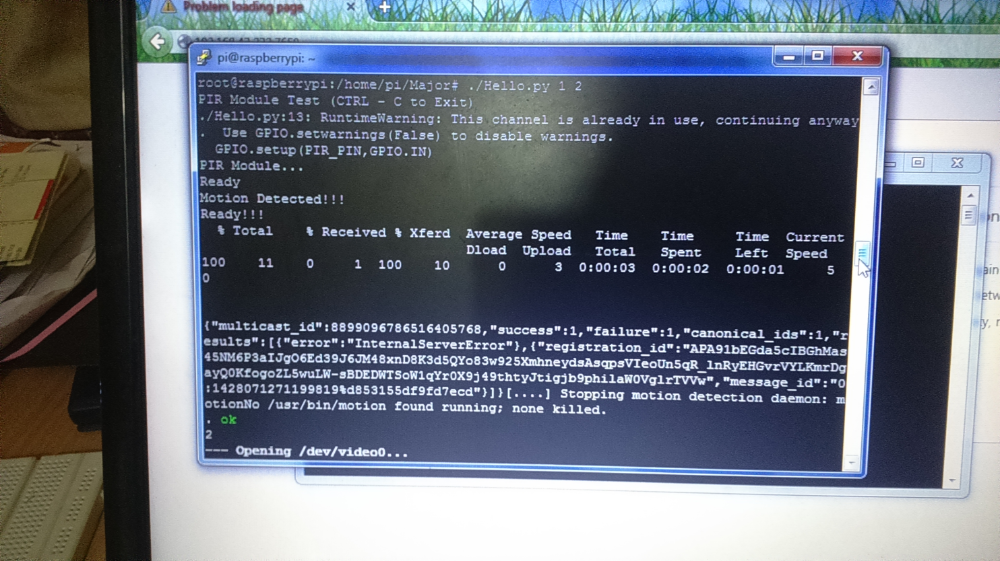 Problem loading page
pi@raspberrypi: ~
root@raspberrypi:/home/pi/Major# ./Hello.py 1 2
PIR Module Test (CTRL - C to Exit)
./Hello.py:13: RuntimeWarning: This channel is already in use, continuing anyway
.  Use GPIO.setwarnings(False) to disable warnings.
GPIO.setup(PIR_PIN,GPIO.IN)
PIR Module...
Ready
Motion Detected!!!
Ready!!!
% Total % Received % Xferd Average Speed Time Time Time Current
Dload Upload Total Spent Left Speed
100 11 0 1 100 10 0 3 0:00:03 0:00:02 0:00:01 5
0
{"multicast_id":8899096786516405768,"success":1,"failure":1,"canonical_ids":1,"r
esults":[{"error":"InternalServerError"},{"registration_id":"APA91bEGda5cIBGhMas
45NM6P3aIJgO6Ed39J6JM48xnD8K3d5QYo83w925XmhneydsAsqpsVIeoUn5qR_lnRyEHGvrVYLKmrDg
ayQ0KfogoZL5wuLW-sBDEDWTSoW1qYr0X9j49thtyJtigjb9philaW0VglrTVVw","message_id":"0
:1428071271199819%d853155df9fd7ecd"}]}[....] Stopping motion detection daemon: m
otionNo /usr/bin/motion found running; none killed.
. ok
2
--- Opening /dev/video0...